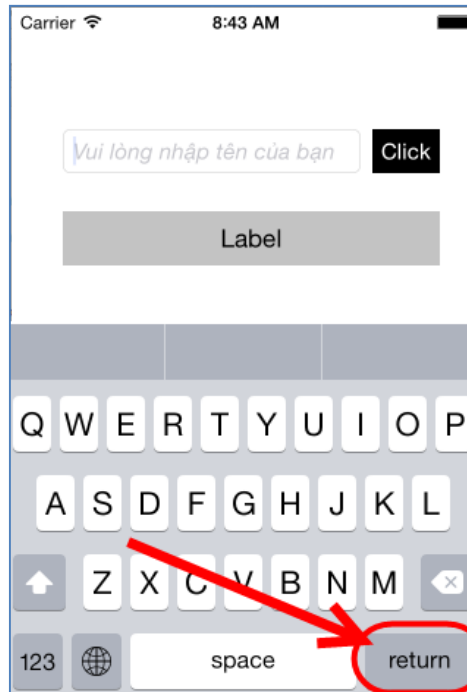 Carrier 8:43 AM
Vui lòng nhập tên của bạn Click
Label
Q W E R T Y U I O P
A S D F G H J K L
Z X C V B N M
123 space return